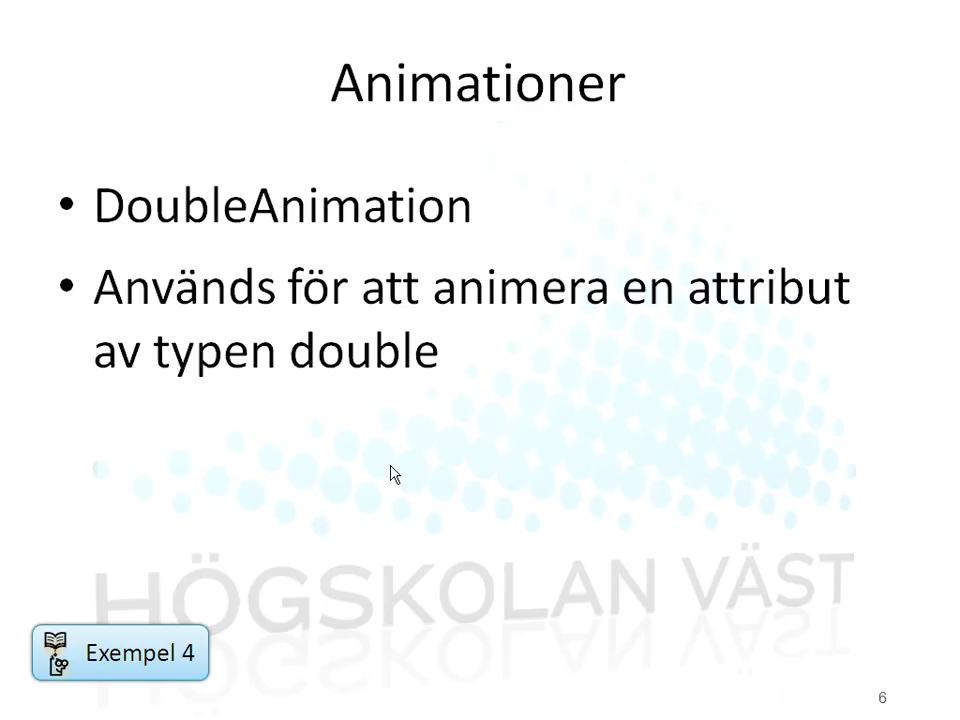 Animationer
• DoubleAnimation
• Används för att animera en attribut
av typen double
HÖGSKOLAN VÄST
Exempel 4
6